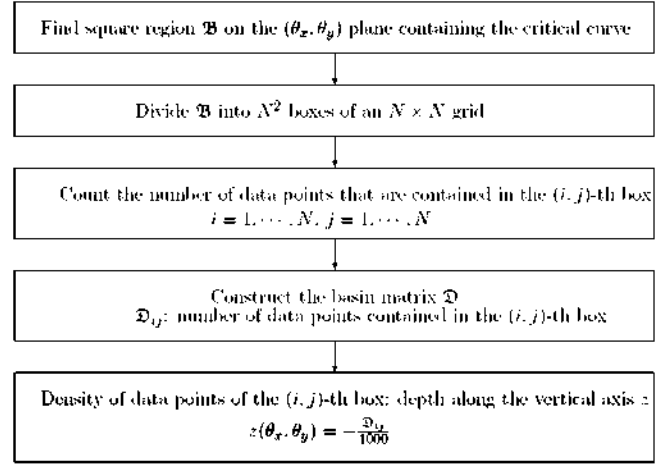 Find square region 𝔅 on the (θ_x, θ_y) plane containing the critical curve
Divide 𝔅 into N² boxes of an N × N grid
Count the number of data points that are contained in the (i, j)-th box
i = 1, ⋯ , N, j = 1, ⋯ , N
Construct the basin matrix 𝔇
𝔇_ij: number of data points contained in the (i, j)-th box
Density of data points of the (i, j)-th box: depth along the vertical axis z
z(θ_x, θ_y) = −𝔇_ij/1000